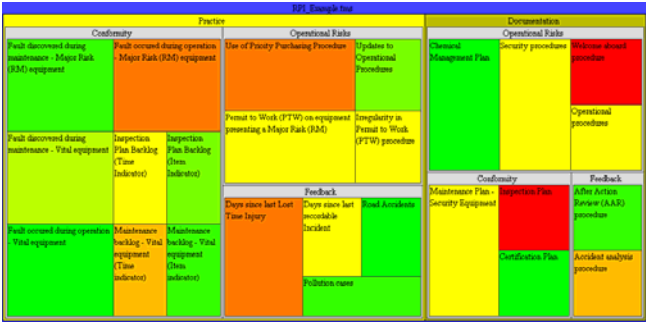 RPI_Example.tms
Practice
Documentation
Conformity
Operational Risks
Operational Risks
Fault discovered during
maintenance - Major Risk
(RM) equipment
Fault occured during operation
- Major Risk (RM) equipment
Use of Priority Purchasing Procedure
Updates to
Operational
Procedures
Chemical
Management Plan
Security procedures
Welcome aboard
procedure
Permit to Work (PTW) on equipment
presenting a Major Risk (RM)
Irregularity in
Permit to Work
(PTW) procedure
Operational
procedures
Fault discovered during
maintenance - Vital equipment
Inspection
Plan Backlog
(Time
Indicator)
Inspection
Plan Backlog
(Item
Indicator)
Conformity
Feedback
Feedback
Maintenance Plan -
Security Equipment
Inspection Plan
After Action
Review (AAR)
procedure
Days since last Lost
Time Injury
Days since last
recordable
Incident
Road Accidents
Fault occured during operation
- Vital equipment
Maintenance
backlog - Vital
equipment
(Time
indicator)
Maintenance
backlog - Vital
equipment
(Item
indicator)
Certification Plan
Accident analysis
procedure
Pollution cases